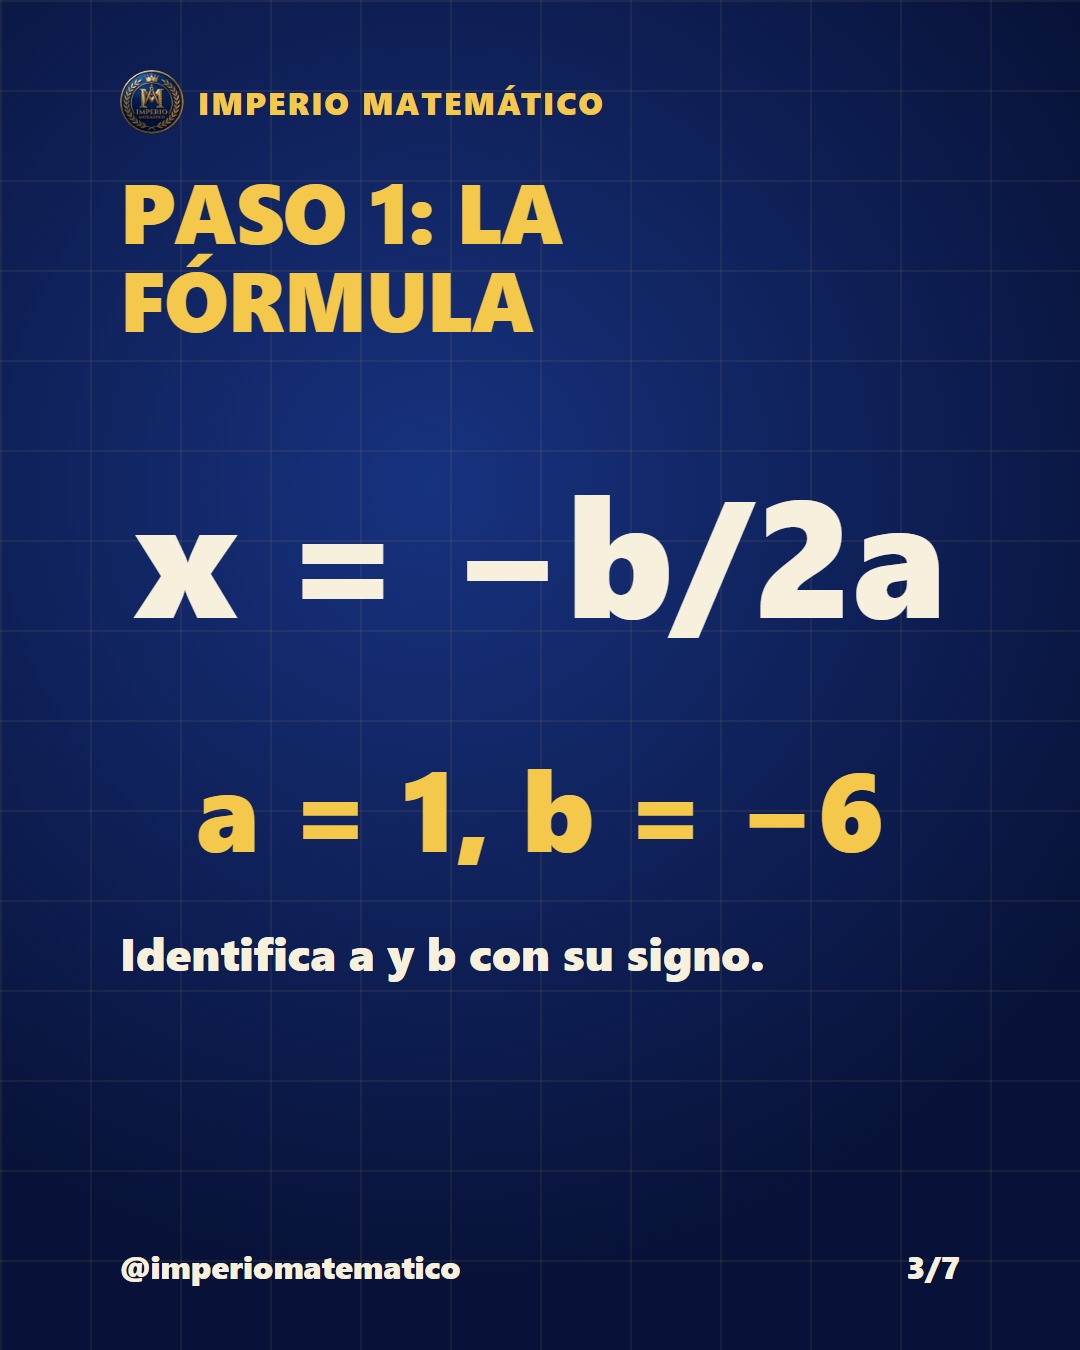 IMPERIO MATEMÁTICO
PASO 1: LA
FÓRMULA
x = −b/2a
a = 1, b = −6
Identifica a y b con su signo.
@imperiomatematico
3/7